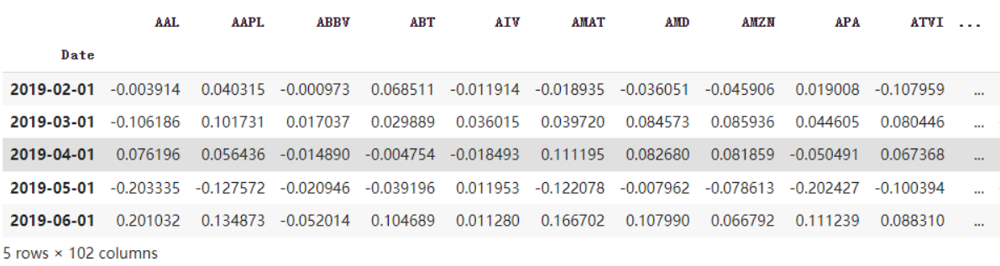 AAL AAPL ABBV ABT AIV AMAT AMD AMZN APA ATVI ...
Date
2019-02-01 -0.003914 0.040315 -0.000973 0.068511 -0.011914 -0.018935 -0.036051 -0.045906 0.019008 -0.107959 ...
2019-03-01 -0.106186 0.101731 0.017037 0.029889 0.036015 0.039720 0.084573 0.085936 0.044605 0.080446 ...
2019-04-01 0.076196 0.056436 -0.014890 -0.004754 -0.018493 0.111195 0.082680 0.081859 -0.050491 0.067368 ...
2019-05-01 -0.203335 -0.127572 -0.020946 -0.039196 0.011953 -0.122078 -0.007962 -0.078613 -0.202427 -0.100394 ...
2019-06-01 0.201032 0.134873 -0.052014 0.104689 0.011280 0.166702 0.107990 0.066792 0.111239 0.088310 ...
5 rows × 102 columns